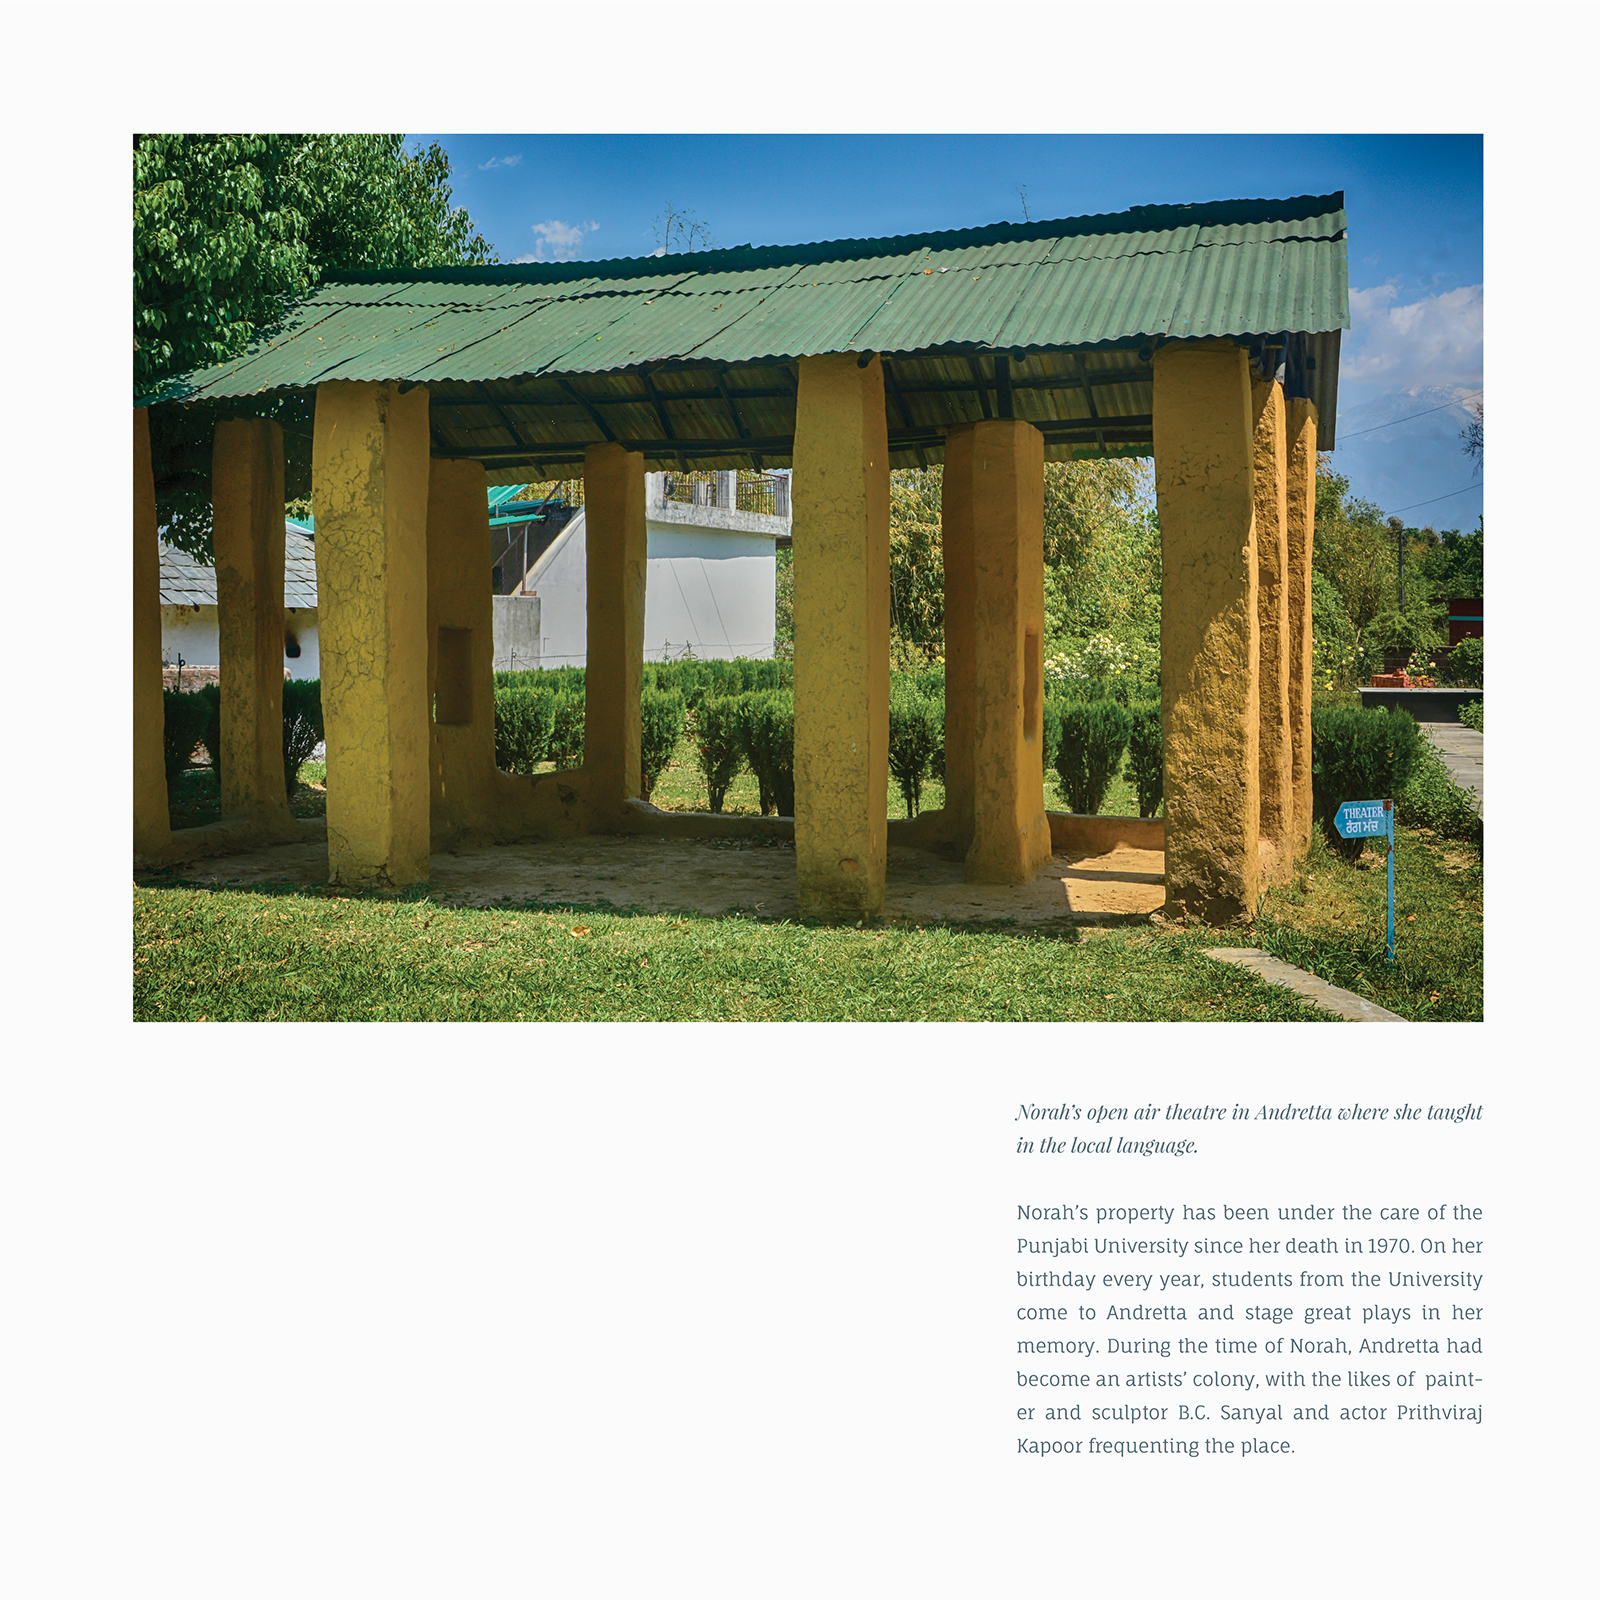 THEATER
ਰੰਗ ਮੰਚ
Norah's open air theatre in Andretta where she taught
in the local language.
Norah's property has been under the care of the
Punjabi University since her death in 1970. On her
birthday every year, students from the University
come to Andretta and stage great plays in her
memory. During the time of Norah, Andretta had
become an artists' colony, with the likes of paint-
er and sculptor B.C. Sanyal and actor Prithviraj
Kapoor frequenting the place.